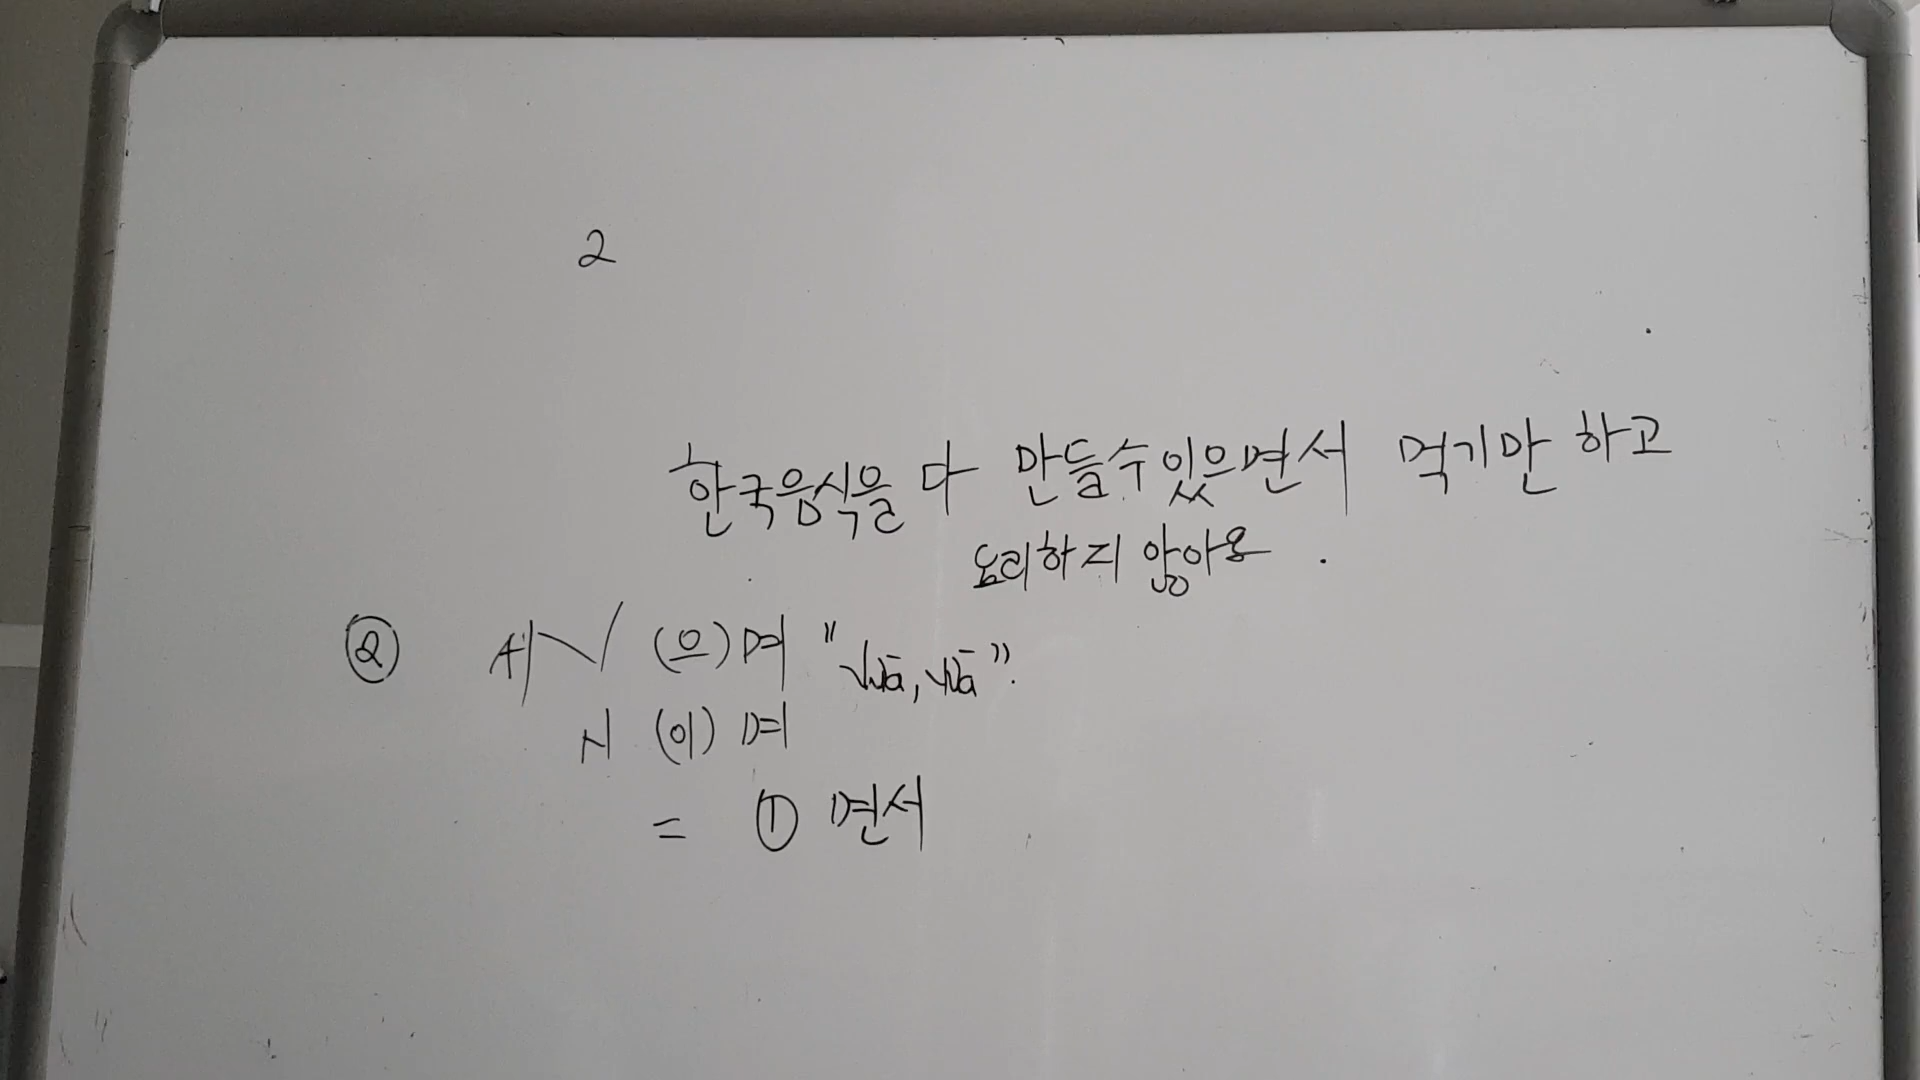 2
한국음식을 다 만들수있으면서 먹기만 하고
요리하지 않아요.
② A/V (으)며 "vừa, vừa".
N (이)며
= ① 면서